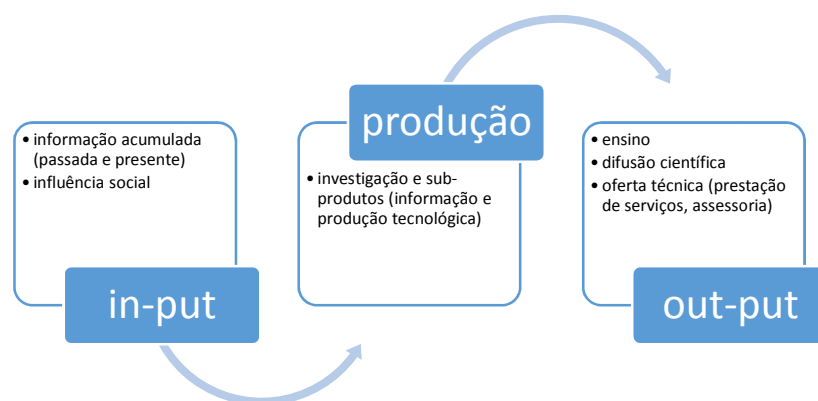 • informação acumulada
(passada e presente)
• influência social
in-put
produção
• investigação e sub-
produtos (informação e
produção tecnológica)
• ensino
• difusão científica
• oferta técnica (prestação
de serviços, assessoria)
out-put